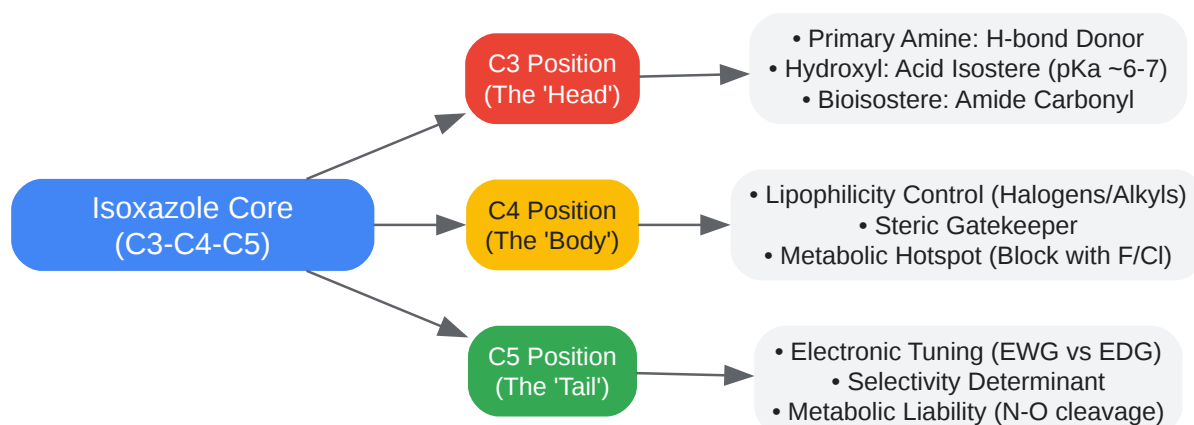 Isoxazole Core
(C3-C4-C5)
C3 Position
(The 'Head')
• Primary Amine: H-bond Donor
• Hydroxyl: Acid Isostere (pKa ~6-7)
• Bioisostere: Amide Carbonyl
C4 Position
(The 'Body')
• Lipophilicity Control (Halogens/Alkyls)
• Steric Gatekeeper
• Metabolic Hotspot (Block with F/Cl)
C5 Position
(The 'Tail')
• Electronic Tuning (EWG vs EDG)
• Selectivity Determinant
• Metabolic Liability (N-O cleavage)